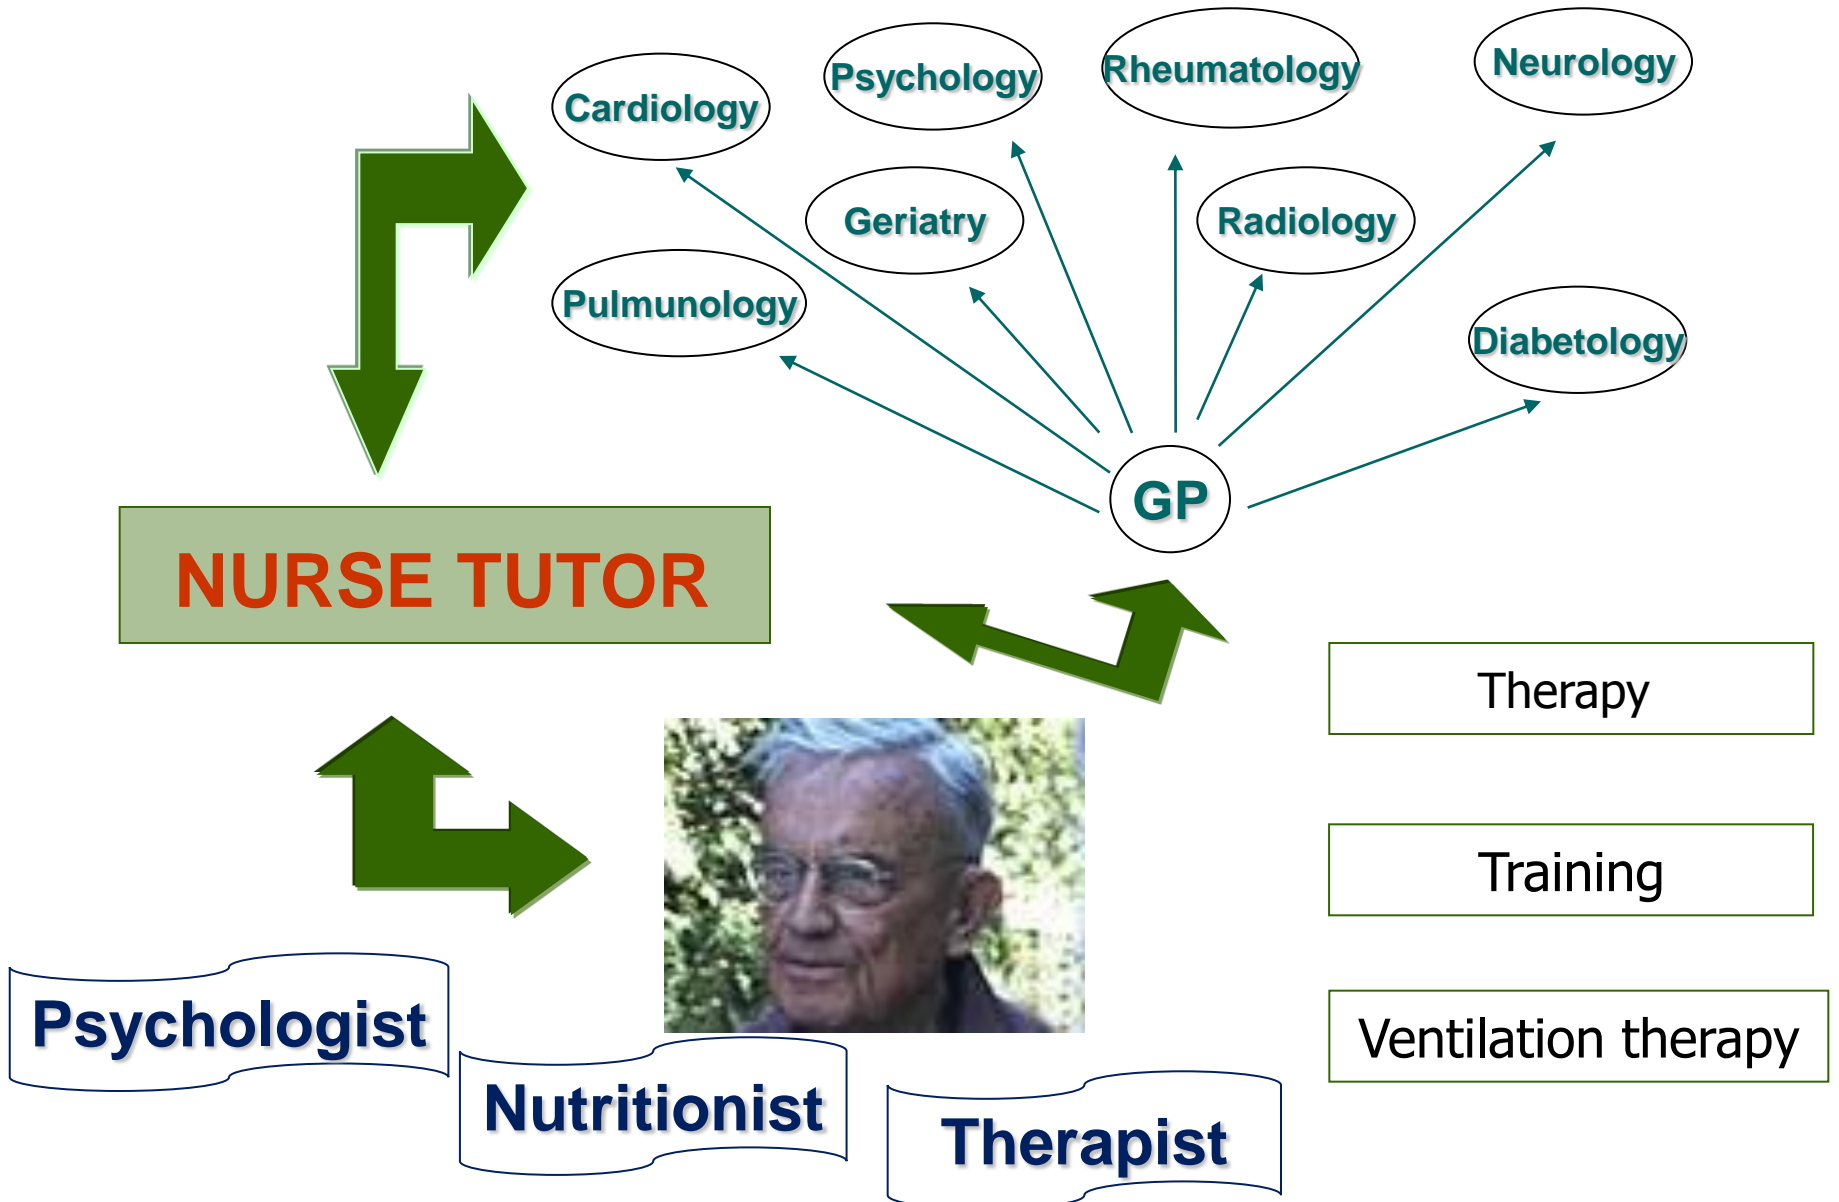 Cardiology
Psychology
Rheumatology
Neurology
Geriatry
Radiology
Pulmunology
Diabetology
GP
NURSE TUTOR
Therapy
Training
Ventilation therapy
Psychologist
Nutritionist
Therapist